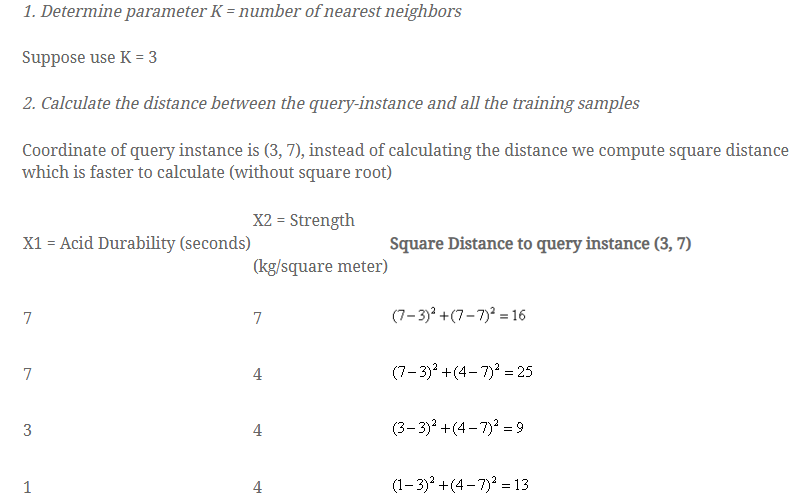 1. Determine parameter K = number of nearest neighbors
Suppose use K = 3
2. Calculate the distance between the query-instance and all the training samples
Coordinate of query instance is (3, 7), instead of calculating the distance we compute square distance
which is faster to calculate (without square root)
X2 = Strength
X1 = Acid Durability (seconds) Square Distance to query instance (3, 7)
(kg/square meter)
7 7 (7−3)² +(7−7)² = 16
7 4 (7−3)² +(4−7)² = 25
3 4 (3−3)² +(4−7)² = 9
1 4 (1−3)² +(4−7)² = 13